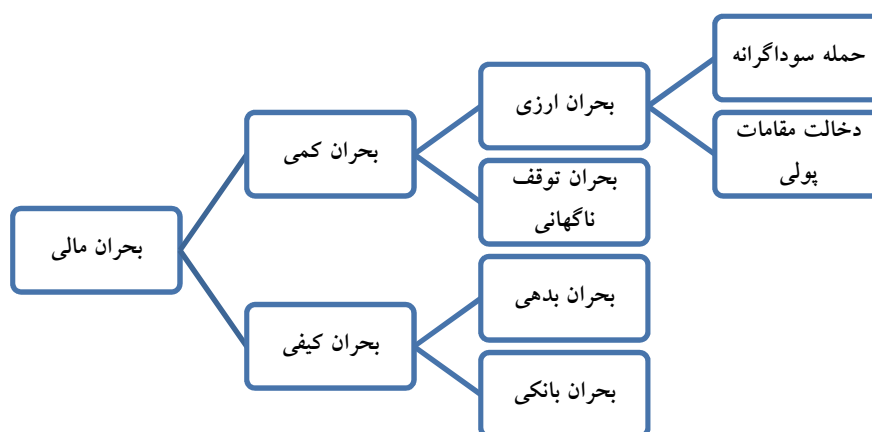 بحران مالی
بحران کمی
بحران ارزی
حمله سوداگرانه
دخالت مقامات
پولی
بحران توقف
ناگهانی
بحران کیفی
بحران بدهی
بحران بانکی